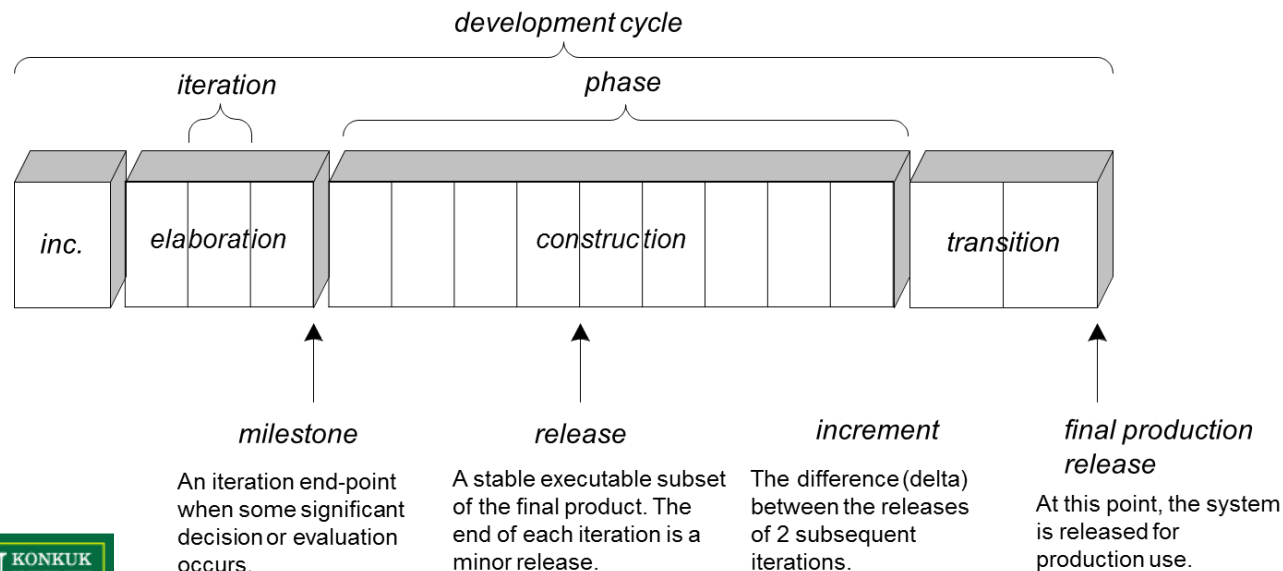 development cycle
iteration
phase
inc.
elaboration
construction
transition
milestone
An iteration end-point
when some significant
decision or evaluation
occurs.
release
A stable executable subset
of the final product. The
end of each iteration is a
minor release.
increment
The difference (delta)
between the releases
of 2 subsequent
iterations.
final production
release
At this point, the system
is released for
production use.
KONKUK